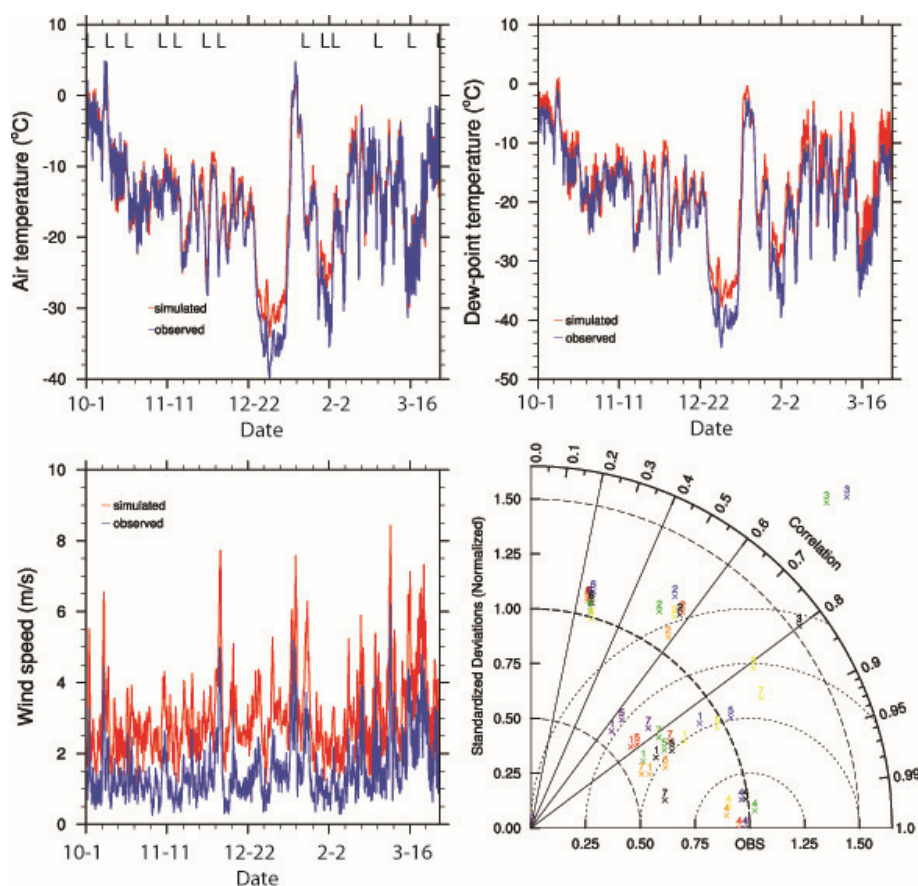 10
0
-10
-20
-30
-40
Air temperature (°C)
L L L L L L L L L L L L L
simulated
observed
10-1 11-11 12-22 2-2 3-16
Date
10
0
-10
-20
-30
-40
-50
Dew-point temperature (°C)
simulated
observed
10-1 11-11 12-22 2-2 3-16
Date
10
8
6
4
2
0
Wind speed (m/s)
simulated
observed
10-1 11-11 12-22 2-2 3-16
Date
Standardized Deviations (Normalized)
1.50
1.25
1.00
0.75
0.50
0.25
0.00
0.25 0.50 0.75 OBS 1.25 1.50
0.0 0.1 0.2 0.3 0.4 0.5 0.6 0.7 0.8 0.9 0.95 0.99 1.0
Correlation